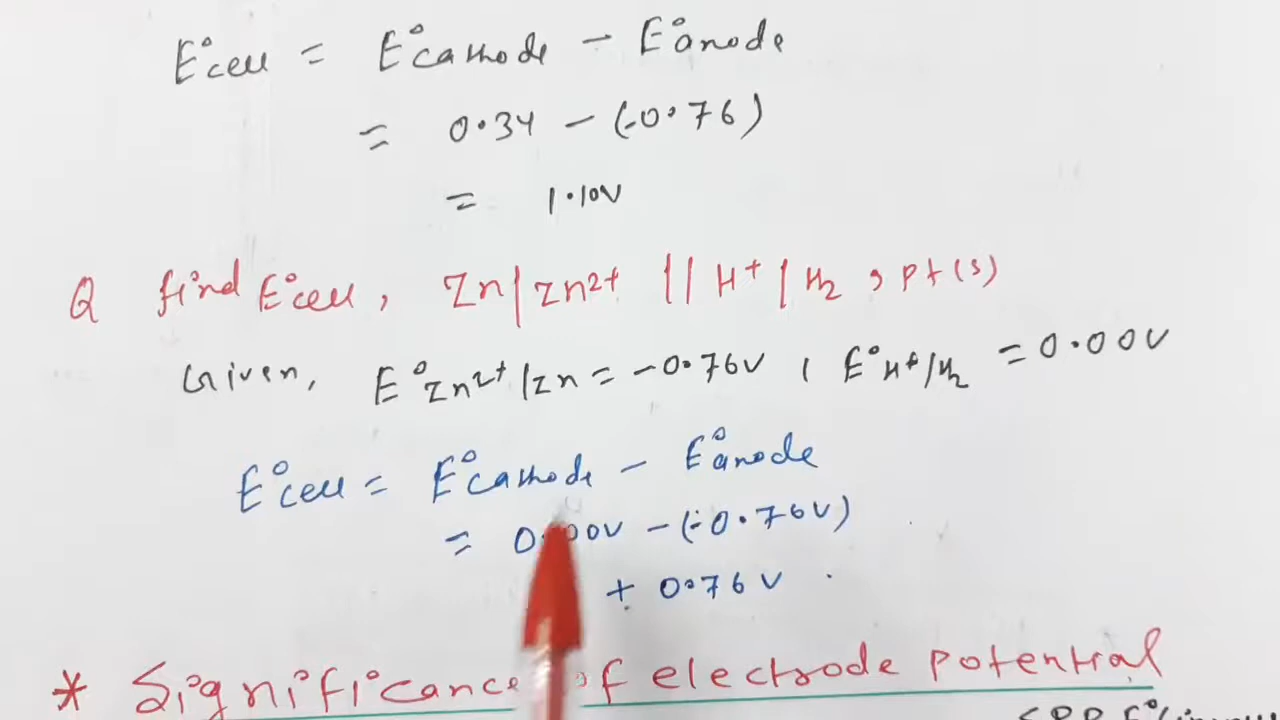 E°cell = E°cathode - E°anode
= 0.34 - (-0.76)
= 1.10V
Q find E°cell, Zn/Zn2+ || H+/H2, Pt(s)
Given, E°Zn2+/Zn = -0.76V, E°H+/H2 = 0.00V
E°cell = E°cathode - E°anode
= 0.00V - (-0.76V)
+ 0.76V
* Significance of electrode potential